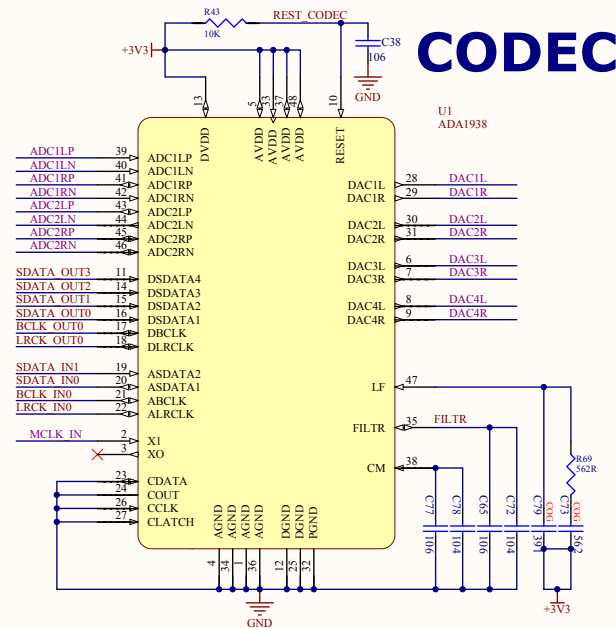 R43
10K
REST_CODEC
CODEC
+3V3
C38
106
GND
13
5
33
37
48
10
U1
ADA1938
DVDD
AVDD
AVDD
AVDD
AVDD
RESET
ADC1LP 39 ADC1LP
ADC1LN 40 ADC1LN
ADC1RP 41 ADC1RP
ADC1RN 42 ADC1RN
ADC2LP 43 ADC2LP
ADC2LN 44 ADC2LN
ADC2RP 45 ADC2RP
ADC2RN 46 ADC2RN
DAC1L 28 DAC1L
DAC1R 29 DAC1R
DAC2L 30 DAC2L
DAC2R 31 DAC2R
DAC3L 6 DAC3L
DAC3R 7 DAC3R
DAC4L 8 DAC4L
DAC4R 9 DAC4R
SDATA_OUT3 11 DSDATA4
SDATA_OUT2 14 DSDATA3
SDATA_OUT1 15 DSDATA2
SDATA_OUT0 16 DSDATA1
BCLK_OUT0 17 DBCLK
LRCK_OUT0 18 DLRCLK
SDATA_IN1 19 ASDATA2
SDATA_IN0 20 ASDATA1
BCLK_IN0 21 ABCLK
LRCK_IN0 22 ALRCLK
MCLK_IN 2 X1
3 XO
23 CDATA
24 COUT
26 CCLK
27 CLATCH
LF 47
FILTR 35 FILTR
CM 38
R69
562R
C77
106
C78
104
C65
106
C72
104
C79
COG
391
C73
COG
562
AGND
AGND
AGND
AGND
DGND
DGND
PGND
4
34
1
36
12
25
32
GND
+3V3